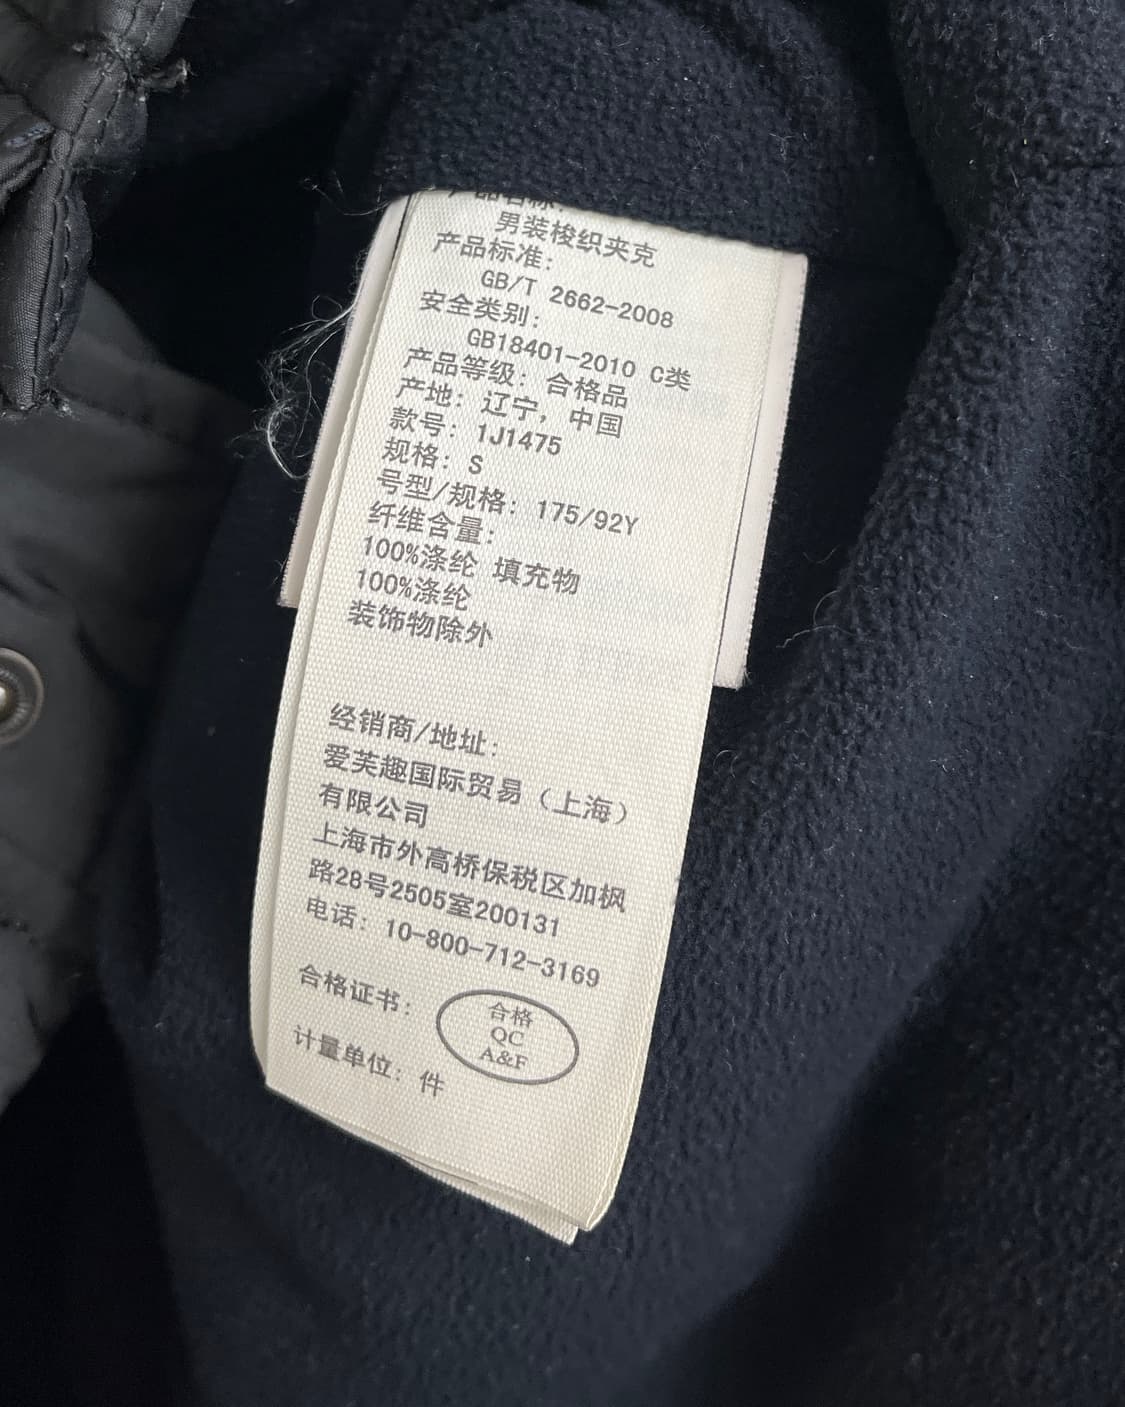 产品名称:
男装梭织夹克
产品标准:
GB/T 2662-2008
安全类别:
GB18401-2010 C类
产品等级: 合格品
产地: 辽宁, 中国
款号: 1J1475
规格: S
号型/规格: 175/92Y
纤维含量:
100%涤纶 填充物
100%涤纶
装饰物除外
经销商/地址:
爱芙趣国际贸易（上海）
有限公司
上海市外高桥保税区加枫
路28号2505室200131
电话: 10-800-712-3169
合格证书:
合格
QC
A&F
计量单位: 件